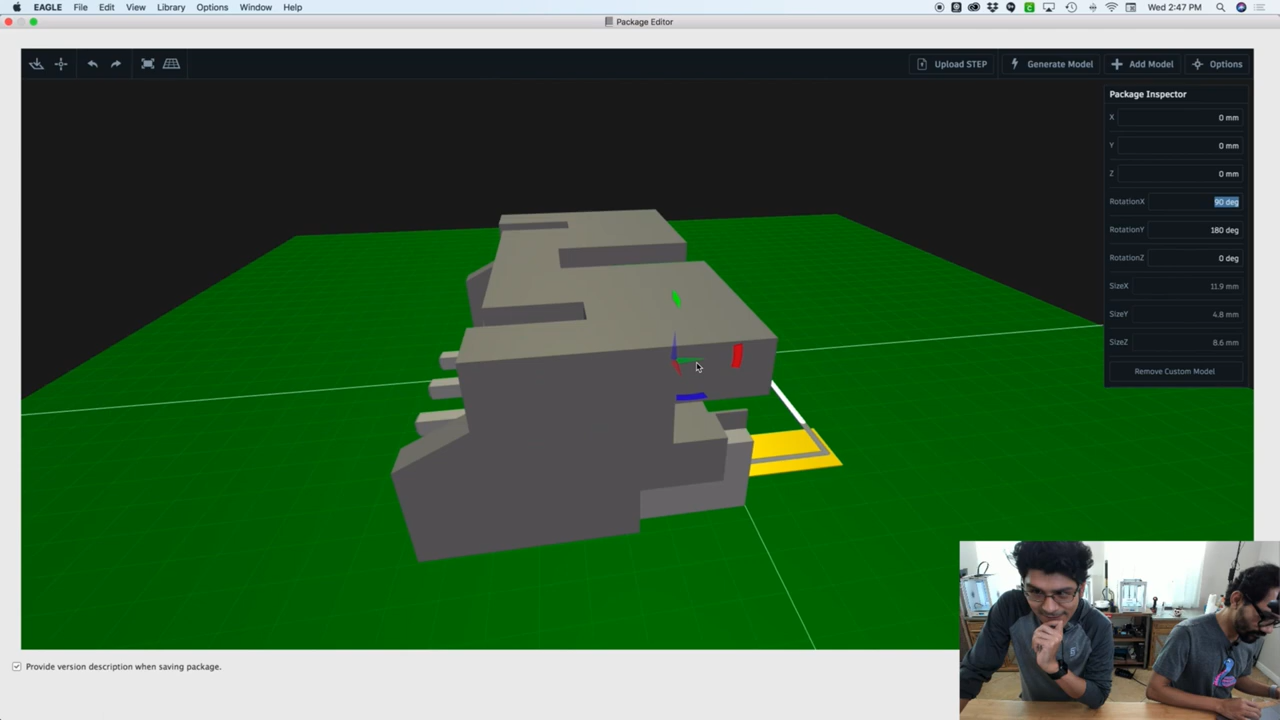 EAGLE File Edit View Library Options Window Help Wed 2:47 PM
Package Editor
Upload STEP Generate Model Add Model Options
Package Inspector
X 0 mm
Y 0 mm
Z 0 mm
RotationX 90 deg
RotationY 180 deg
RotationZ 0 deg
SizeX 11.9 mm
SizeY 4.8 mm
SizeZ 8.6 mm
Remove Custom Model
Provide version description when saving package.